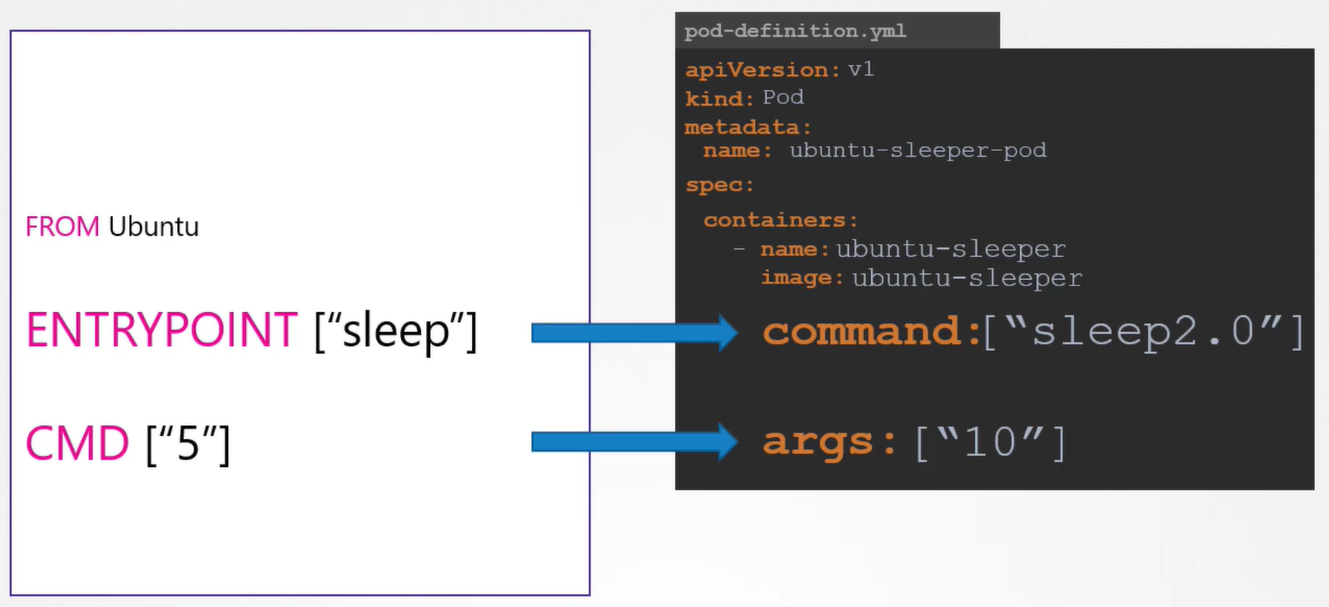 FROM Ubuntu
ENTRYPOINT [“sleep”]
CMD [“5”]
pod-definition.yml
apiVersion: v1
kind: Pod
metadata:
name: ubuntu-sleeper-pod
spec:
containers:
- name: ubuntu-sleeper
image: ubuntu-sleeper
command:[“sleep2.0”]
args: [“10”]